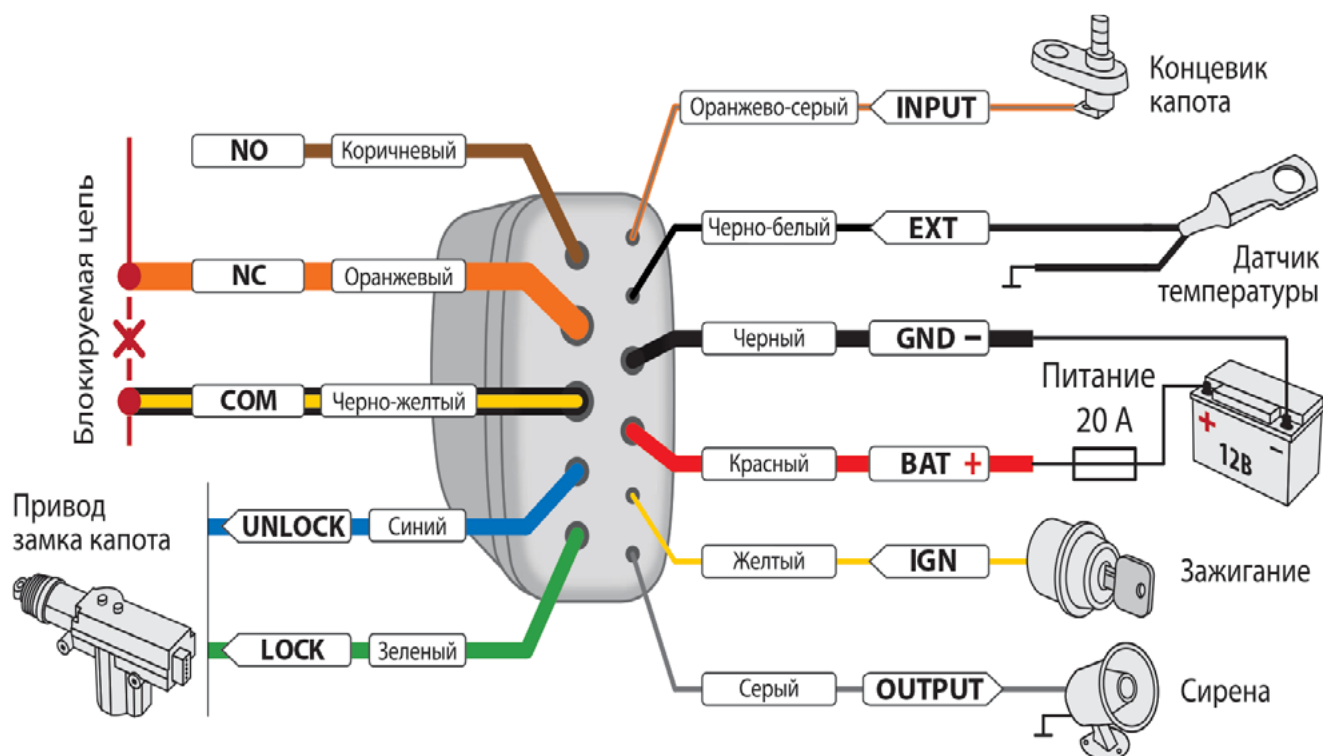 Блокируемая цепь
NO
Коричневый
NC
Оранжевый
COM
Черно-желтый
Привод
замка капота
UNLOCK
Синий
LOCK
Зеленый
Оранжево-серый
INPUT
Концевик
капота
Черно-белый
EXT
Датчик
температуры
Черный
GND –
Питание
20 А
Красный
BAT +
+
–
12В
Желтый
IGN
Зажигание
Серый
OUTPUT
Сирена